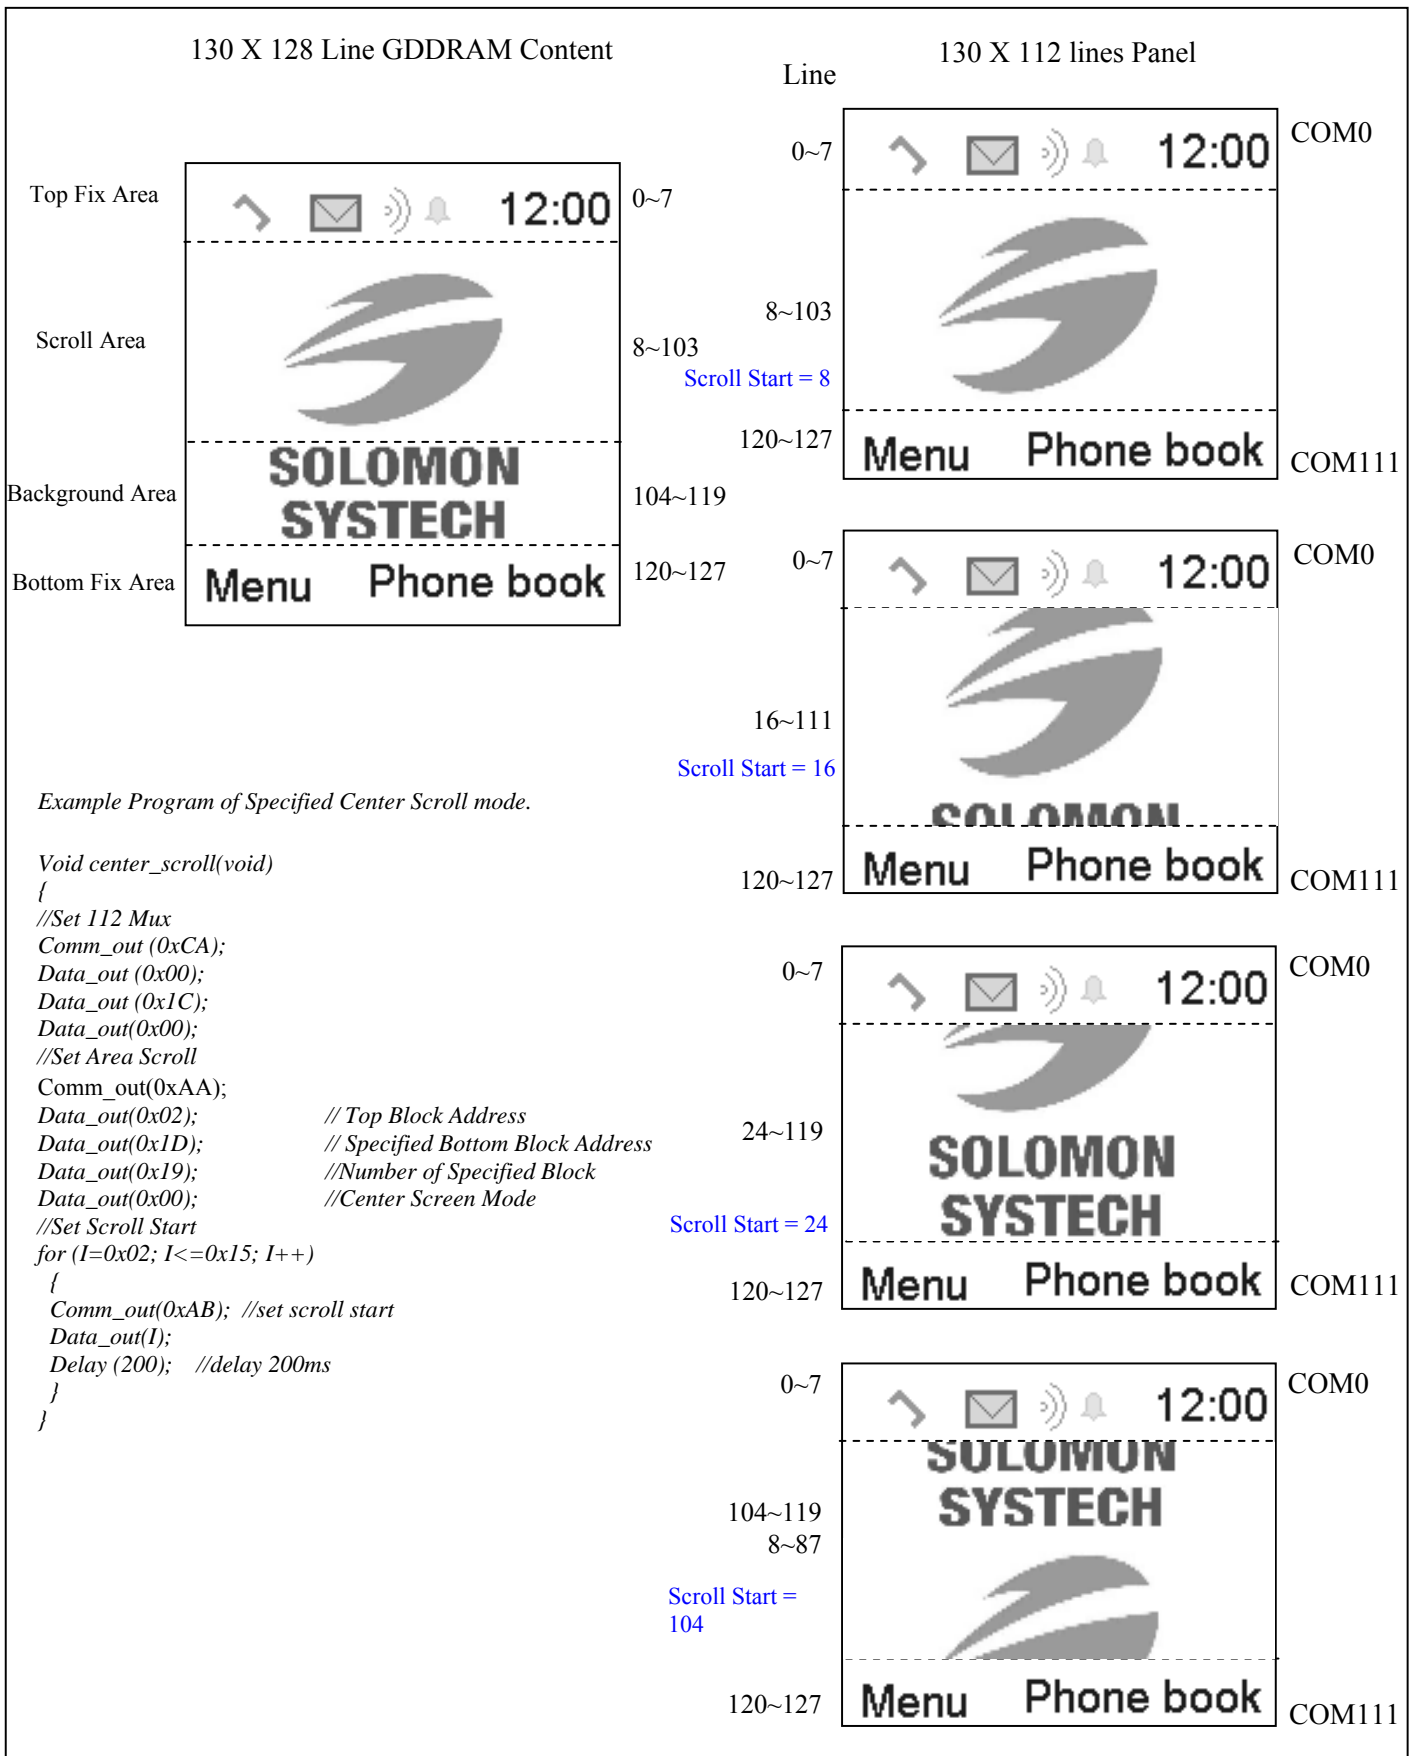 130 X 128 Line GDDRAM Content
Top Fix Area
12:00
0~7
Scroll Area
8~103
Background Area
SOLOMON
SYSTECH
104~119
Bottom Fix Area
Menu Phone book
120~127
130 X 112 lines Panel
Line
0~7
12:00
COM0
8~103
Scroll Start = 8
120~127
Menu Phone book
COM111
0~7
12:00
COM0
16~111
Scroll Start = 16
SOLOMON
120~127
Menu Phone book
COM111
0~7
12:00
COM0
24~119
SOLOMON
SYSTECH
Scroll Start = 24
120~127
Menu Phone book
COM111
0~7
12:00
COM0
SOLOMON
SYSTECH
104~119
8~87
Scroll Start =
104
120~127
Menu Phone book
COM111
Example Program of Specified Center Scroll mode.
Void center_scroll(void)
{
//Set 112 Mux
Comm_out (0xCA);
Data_out (0x00);
Data_out (0x1C);
Data_out(0x00);
//Set Area Scroll
Comm_out(0xAA);
Data_out(0x02); // Top Block Address
Data_out(0x1D); // Specified Bottom Block Address
Data_out(0x19); //Number of Specified Block
Data_out(0x00); //Center Screen Mode
//Set Scroll Start
for (I=0x02; I<=0x15; I++)
{
Comm_out(0xAB); //set scroll start
Data_out(I);
Delay (200); //delay 200ms
}
}